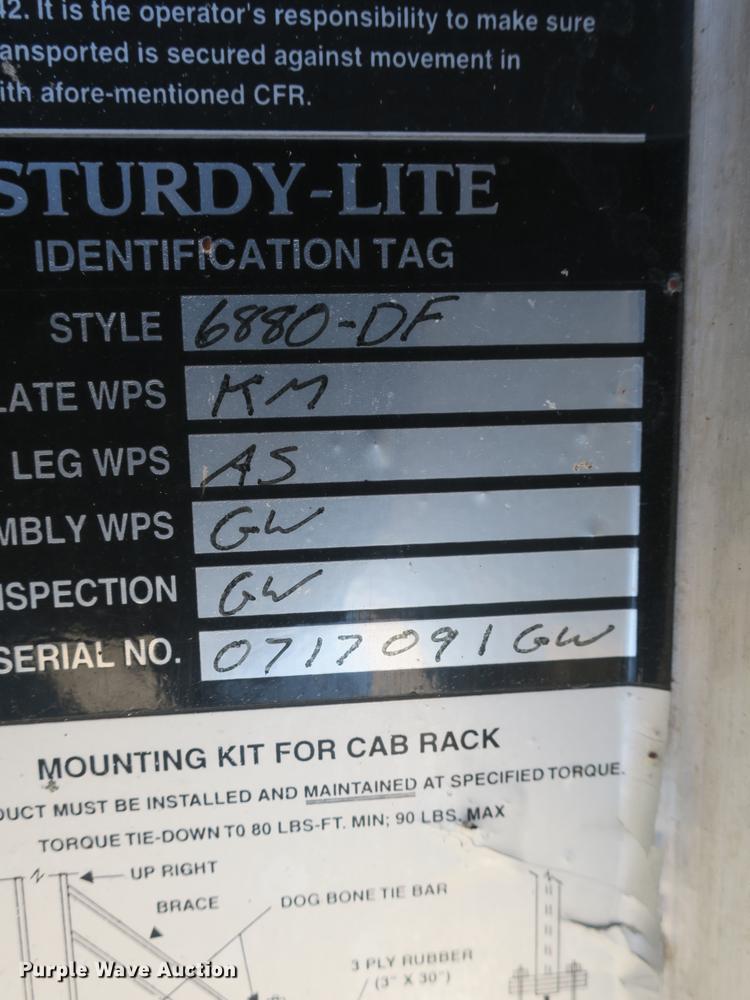 42. It is the operator's responsibility to make sure
ansported is secured against movement in
ith afore-mentioned CFR.
STURDY-LITE
IDENTIFICATION TAG
STYLE 6880-DF
LATE WPS KM
LEG WPS AS
MBLY WPS GW
NSPECTION GW
SERIAL NO. 0717091GW
MOUNTING KIT FOR CAB RACK
DUCT MUST BE INSTALLED AND MAINTAINED AT SPECIFIED TORQUE.
TORQUE TIE-DOWN TO 80 LBS-FT. MIN; 90 LBS. MAX
UP RIGHT
BRACE
DOG BONE TIE BAR
3 PLY RUBBER
(3" X 30")
Purple Wave Auction